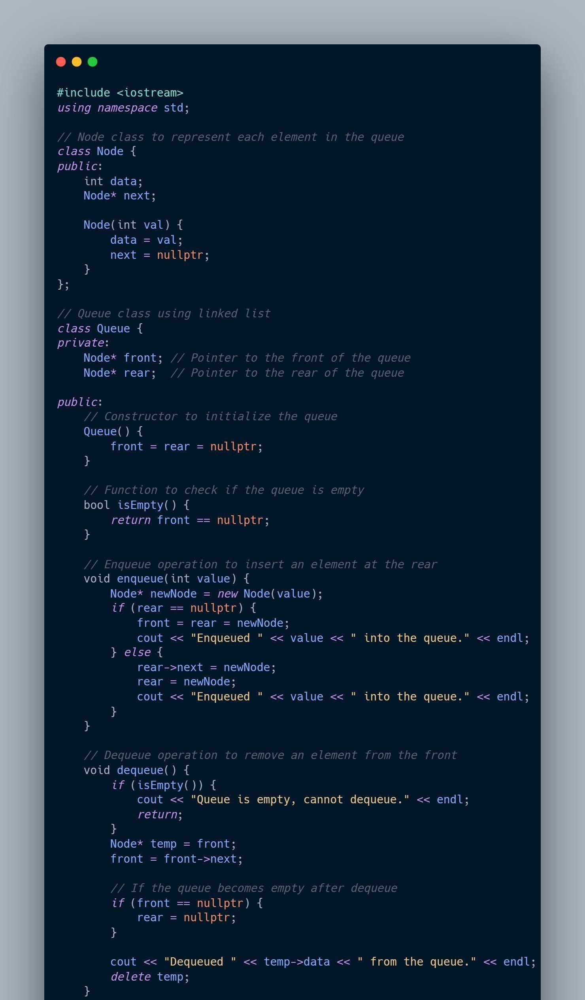 #include <iostream>
using namespace std;

// Node class to represent each element in the queue
class Node {
public:
    int data;
    Node* next;

    Node(int val) {
        data = val;
        next = nullptr;
    }
};

// Queue class using linked list
class Queue {
private:
    Node* front; // Pointer to the front of the queue
    Node* rear;  // Pointer to the rear of the queue

public:
    // Constructor to initialize the queue
    Queue() {
        front = rear = nullptr;
    }

    // Function to check if the queue is empty
    bool isEmpty() {
        return front == nullptr;
    }

    // Enqueue operation to insert an element at the rear
    void enqueue(int value) {
        Node* newNode = new Node(value);
        if (rear == nullptr) {
            front = rear = newNode;
            cout << "Enqueued " << value << " into the queue." << endl;
        } else {
            rear->next = newNode;
            rear = newNode;
            cout << "Enqueued " << value << " into the queue." << endl;
        }
    }

    // Dequeue operation to remove an element from the front
    void dequeue() {
        if (isEmpty()) {
            cout << "Queue is empty, cannot dequeue." << endl;
            return;
        }
        Node* temp = front;
        front = front->next;

        // If the queue becomes empty after dequeue
        if (front == nullptr) {
            rear = nullptr;
        }

        cout << "Dequeued " << temp->data << " from the queue." << endl;
        delete temp;
    }